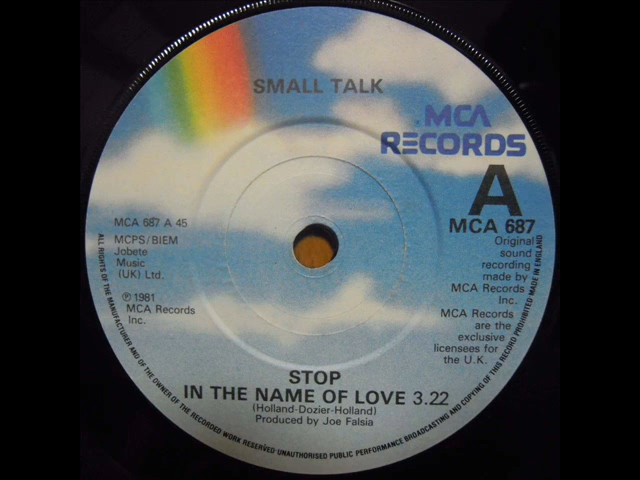 SMALL TALK
MCA
RECORDS
A
MCA 687
MCA 687 A 45
MCPS/BIEM
Jobete
Music
(UK) Ltd.
℗1981
MCA Records
Inc.
Original
sound
recording
made by
MCA Records
Inc.
MCA Records
are the
exclusive
licensees for
the U.K.
STOP
IN THE NAME OF LOVE 3.22
(Holland-Dozier-Holland)
Produced by Joe Falsia
ALL RIGHTS OF THE MANUFACTURER AND OF THE OWNER OF THE RECORDED WORK RESERVED UNAUTHORISED PUBLIC PERFORMANCE BROADCASTING AND COPYING OF THIS RECORD PROHIBITED MADE IN ENGLAND